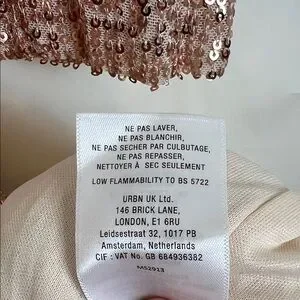 NE PAS LAVER,
NE PAS BLANCHIR,
NE PAS SECHER PAR CULBUTAGE,
NE PAS REPASSER,
NETTOYER À SEC SEULEMENT
LOW FLAMMABILITY TO BS 5722
URBN UK Ltd.
146 BRICK LANE,
LONDON, E1 6RU
Leidsestraat 32, 1017 PB
Amsterdam, Netherlands
CIF : VAT No. GB 684936382
M52913